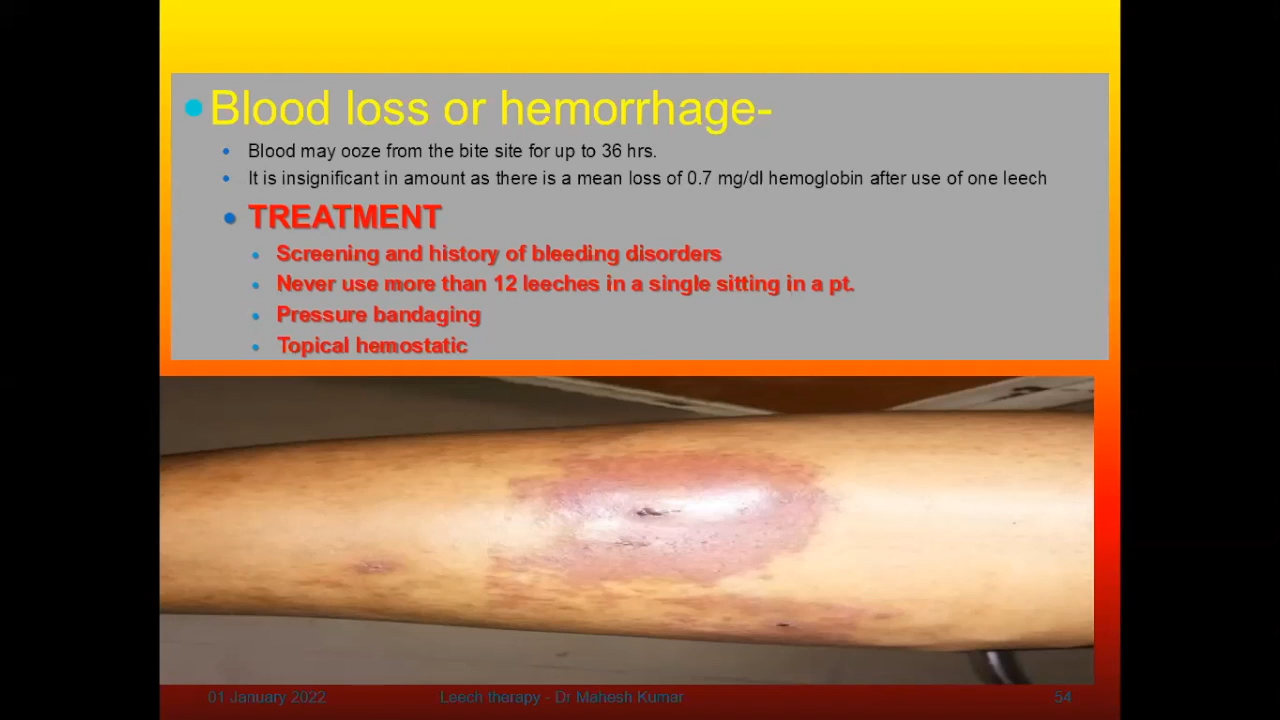 Blood loss or hemorrhage-
Blood may ooze from the bite site for up to 36 hrs.
It is insignificant in amount as there is a mean loss of 0.7 mg/dl hemoglobin after use of one leech
TREATMENT
Screening and history of bleeding disorders
Never use more than 12 leeches in a single sitting in a pt.
Pressure bandaging
Topical hemostatic
01 January 2022 Leech therapy - Dr Mahesh Kumar 54